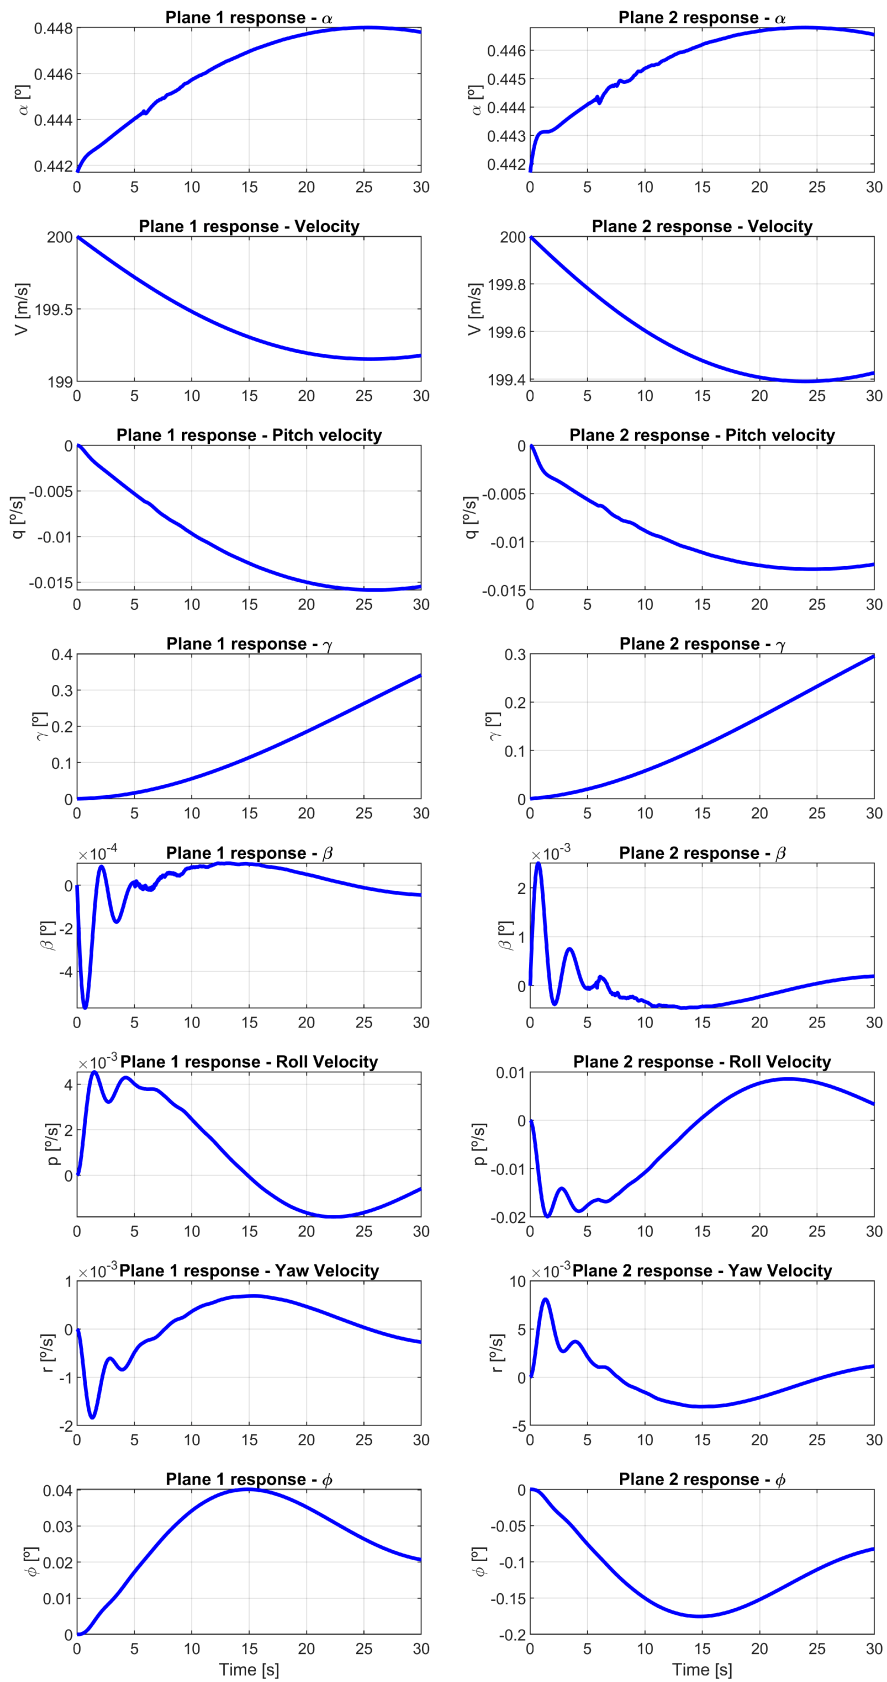 Plane 1 response - α
0.448
0.446
0.444
0.442
α [º]
0 5 10 15 20 25 30
Plane 2 response - α
0.446
0.445
0.444
0.443
0.442
α [º]
0 5 10 15 20 25 30
Plane 1 response - Velocity
200
199.5
199
V [m/s]
0 5 10 15 20 25 30
Plane 2 response - Velocity
200
199.8
199.6
199.4
V [m/s]
0 5 10 15 20 25 30
Plane 1 response - Pitch velocity
0
-0.005
-0.01
-0.015
q [º/s]
0 5 10 15 20 25 30
Plane 2 response - Pitch velocity
0
-0.005
-0.01
-0.015
q [º/s]
0 5 10 15 20 25 30
Plane 1 response - γ
0.4
0.3
0.2
0.1
0
γ [º]
0 5 10 15 20 25 30
Plane 2 response - γ
0.3
0.2
0.1
0
γ [º]
0 5 10 15 20 25 30
×10⁻⁴ Plane 1 response - β
0
-2
-4
β [º]
0 5 10 15 20 25 30
×10⁻³ Plane 2 response - β
2
1
0
β [º]
0 5 10 15 20 25 30
×10⁻³ Plane 1 response - Roll Velocity
4
2
0
p [º/s]
0 5 10 15 20 25 30
Plane 2 response - Roll Velocity
0.01
0
-0.01
-0.02
p [º/s]
0 5 10 15 20 25 30
×10⁻³ Plane 1 response - Yaw Velocity
1
0
-1
-2
r [º/s]
0 5 10 15 20 25 30
×10⁻³ Plane 2 response - Yaw Velocity
10
5
0
-5
r [º/s]
0 5 10 15 20 25 30
Plane 1 response - ϕ
0.04
0.03
0.02
0.01
0
ϕ [º]
0 5 10 15 20 25 30
Time [s]
Plane 2 response - ϕ
0
-0.05
-0.1
-0.15
-0.2
ϕ [º]
0 5 10 15 20 25 30
Time [s]